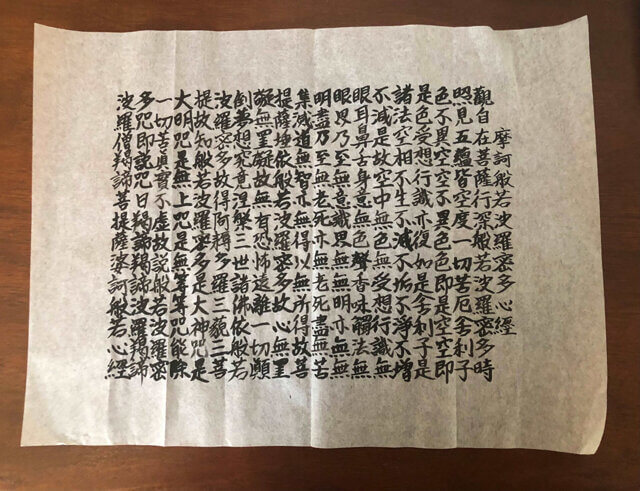 摩訶般若波羅密多心經
觀自在菩薩行深般若波羅密多時
照見五蘊皆空度一切苦厄舍利子
色不異空空不異色色即是空空即
是色受想行識亦復如是舍利子是
諸法空相不生不滅不垢不淨不增
不減是故空中無色無受想行識無
眼耳鼻舌身意無色聲香味觸法無
眼界乃至無意識界無無明亦無無
明盡乃至無老死亦無老死盡無苦
集滅道無智亦無得以無所得故菩
提薩埵依般若波羅密多故心無罣
礙無罣礙故無有恐怖遠離一切顛
倒夢想究竟涅槃三世諸佛依般若
波羅密多故得阿耨多羅三藐三菩
提故知般若波羅密多是大神咒是
大明咒是無上咒是無等等咒能除
一切苦真實不虛故說般若波羅密
多咒即說咒曰羯諦羯諦波羅羯諦
波羅僧羯諦菩提薩婆訶般若心經